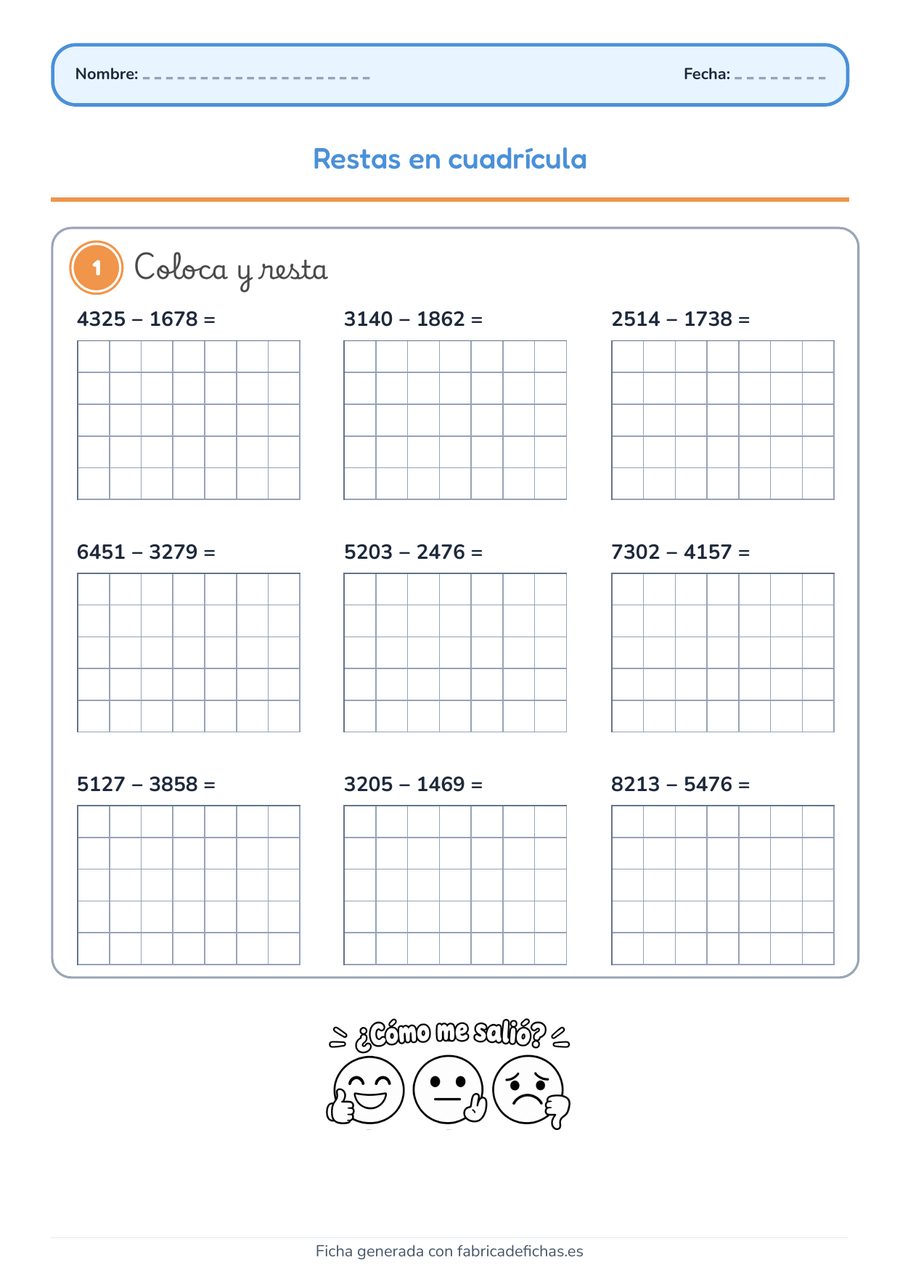 Nombre: Fecha:
Restas en cuadrícula
1 Coloca y resta
4325 – 1678 = 3140 – 1862 = 2514 – 1738 =
6451 – 3279 = 5203 – 2476 = 7302 – 4157 =
5127 – 3858 = 3205 – 1469 = 8213 – 5476 =
¿Cómo me salió?
Ficha generada con fabricadefichas.es